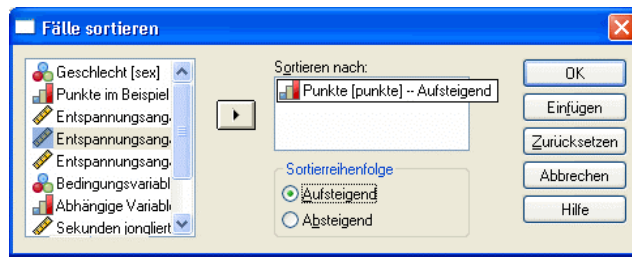 Fälle sortieren
Geschlecht [sex]
Punkte im Beispiel
Entspannungsang
Entspannungsang
Entspannungsang
Bedingungsvariabl
Abhängige Variabl
Sekunden jongliert
Sortieren nach:
Punkte [punkte] -- Aufsteigend
Sortierreihenfolge
Aufsteigend
Absteigend
OK
Einfügen
Zurücksetzen
Abbrechen
Hilfe